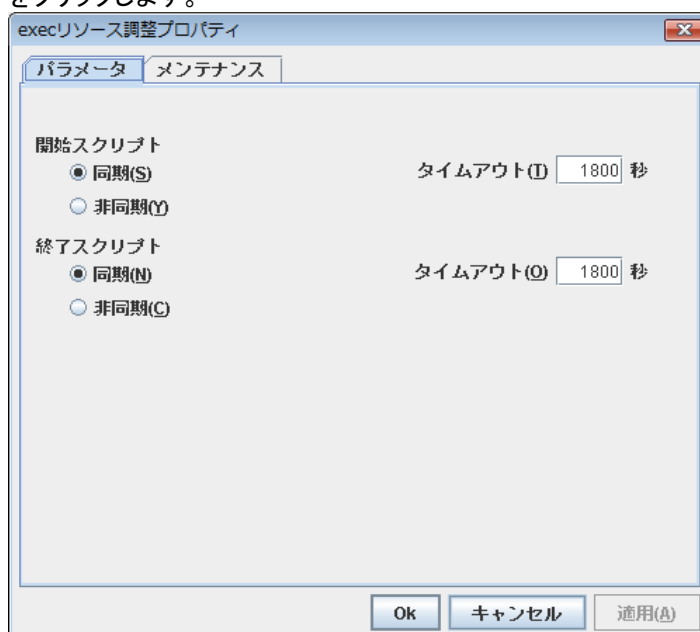 をクリックします。
execリソース調整プロパティ
パラメータ メンテナンス
開始スクリプト
同期(S) タイムアウト(T) 1800 秒
非同期(Y)
終了スクリプト
同期(N) タイムアウト(O) 1800 秒
非同期(C)
Ok キャンセル 適用(A)